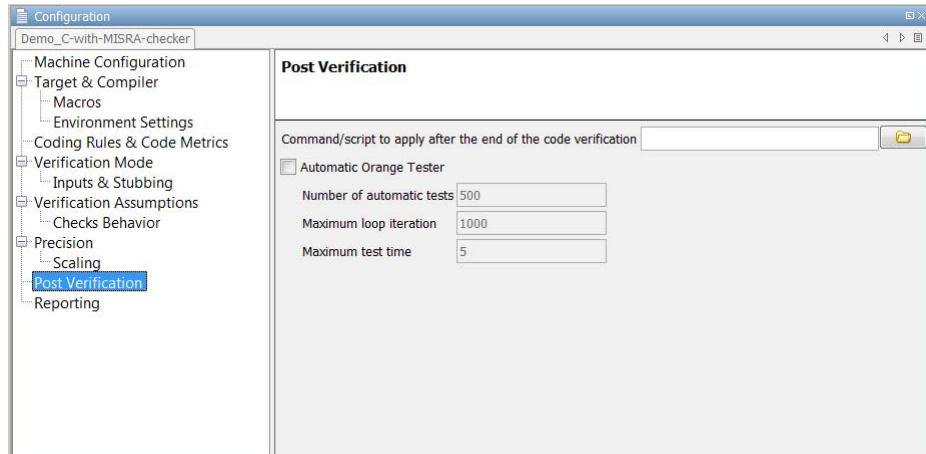 Configuration
Demo_C-with-MISRA-checker
Machine Configuration
Target & Compiler
Macros
Environment Settings
Coding Rules & Code Metrics
Verification Mode
Inputs & Stubbing
Verification Assumptions
Checks Behavior
Precision
Scaling
Post Verification
Reporting
Post Verification
Command/script to apply after the end of the code verification
Automatic Orange Tester
Number of automatic tests 500
Maximum loop iteration 1000
Maximum test time 5